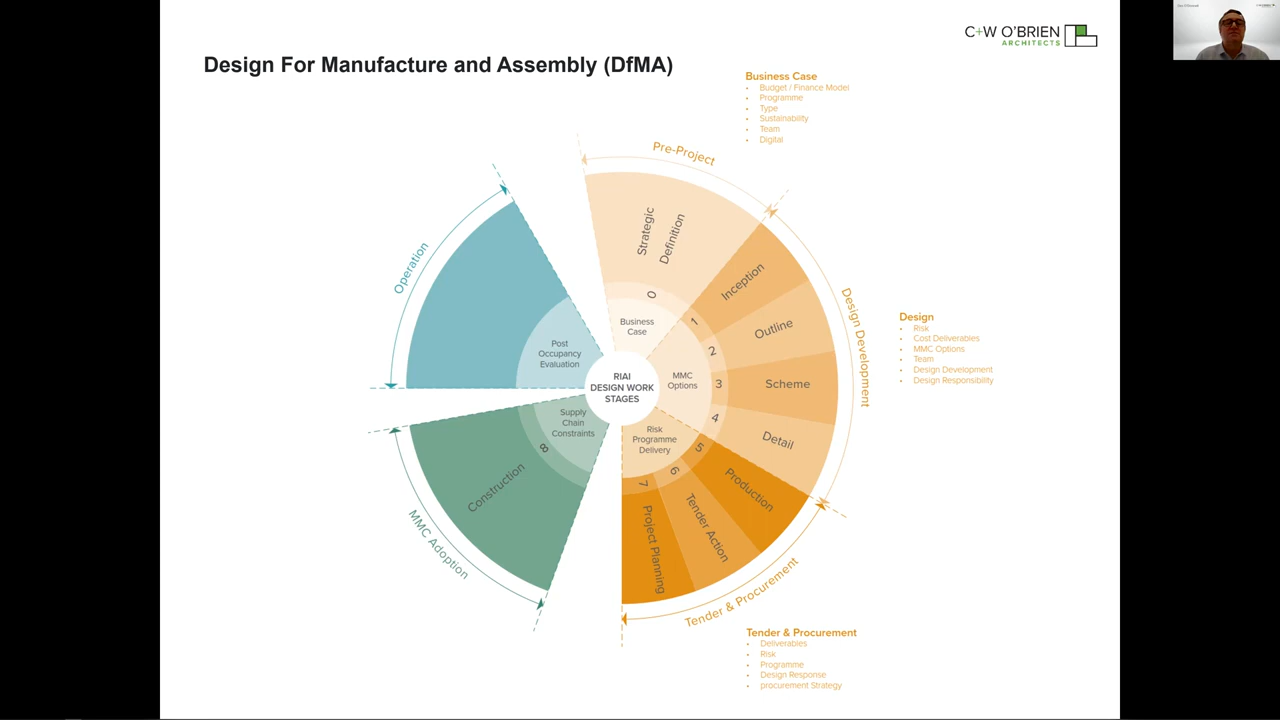 C+W O'BRIEN
ARCHITECTS
Design For Manufacture and Assembly (DfMA)
Business Case
• Budget / Finance Model
• Programme
• Type
• Sustainability
• Team
• Digital
Pre-Project
Strategic
Definition
0
Business
Case
Inception
1
Outline
2
Scheme
3
Detail
4
MMC
Options
Design Development
Design
• Risk
• Cost Deliverables
• MMC Options
• Team
• Design Development
• Design Responsibility
RIAI
DESIGN WORK
STAGES
Risk
Programme
Delivery
5
Production
6
Tender Action
7
Project Planning
Tender & Procurement
Tender & Procurement
• Deliverables
• Risk
• Programme
• Design Response
• procurement Strategy
Supply
Chain
Constraints
8
Construction
MMC Adoption
Post
Occupancy
Evaluation
Operation